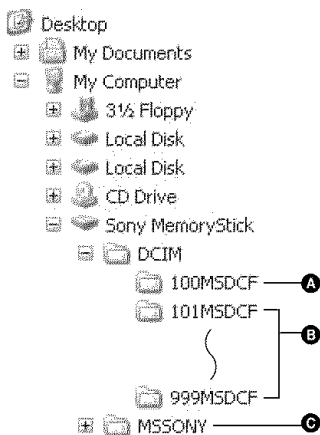 Desktop
My Documents
My Computer
3½ Floppy
Local Disk
Local Disk
CD Drive
Sony MemoryStick
DCIM
100MSDCF A
101MSDCF
B
999MSDCF
MSSONY C